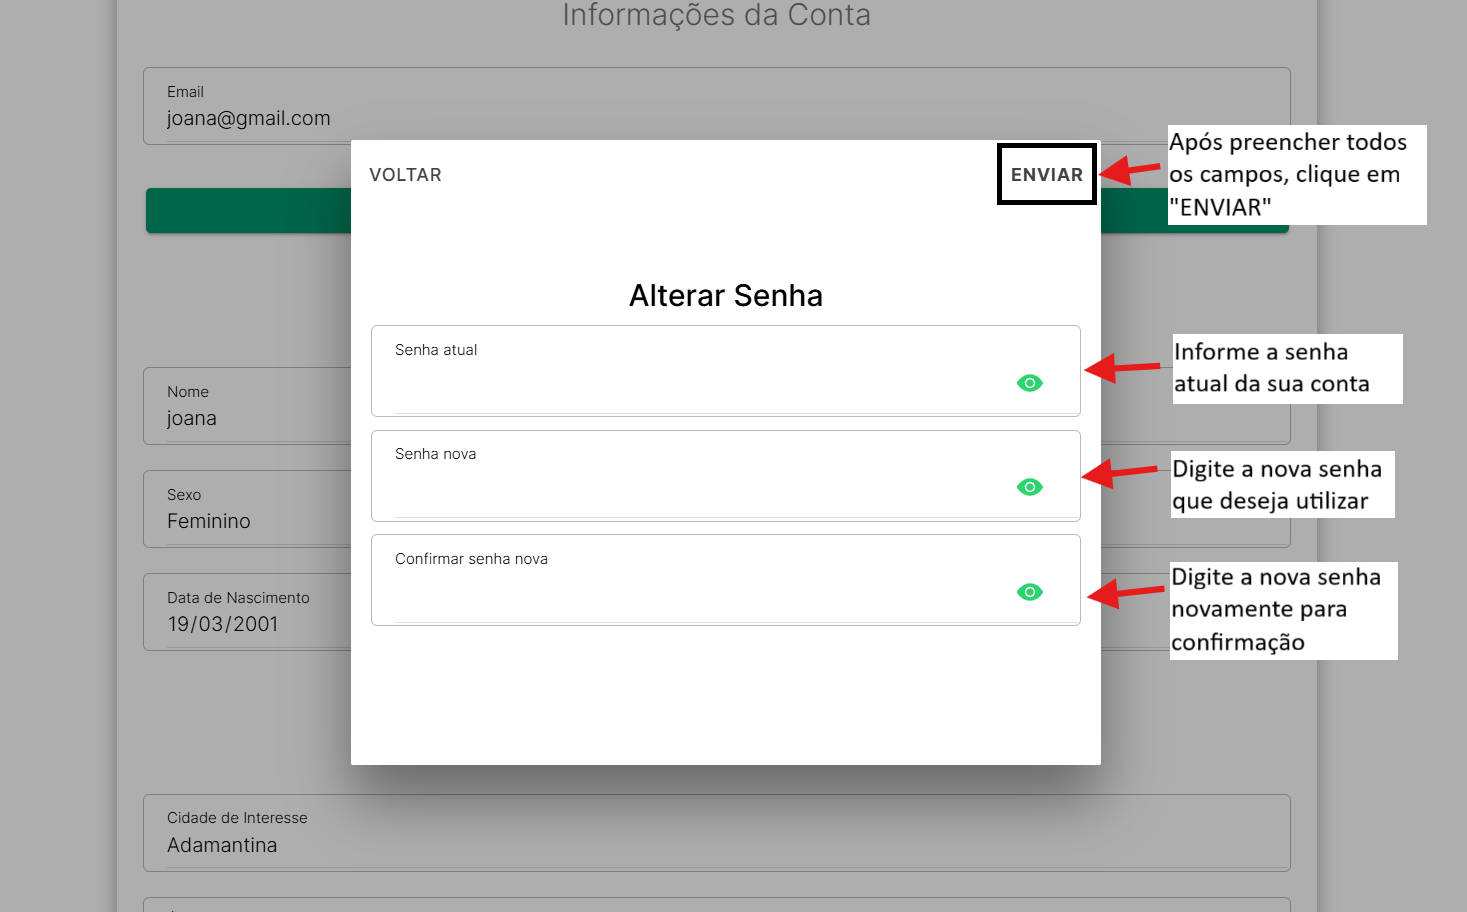 Informações da Conta
Email
joana@gmail.com
VOLTAR
ENVIAR
Após preencher todos
os campos, clique em
"ENVIAR"
Alterar Senha
Senha atual
Informe a senha
atual da sua conta
Nome
joana
Senha nova
Digite a nova senha
que deseja utilizar
Sexo
Feminino
Confirmar senha nova
Digite a nova senha
novamente para
confirmação
Data de Nascimento
19/03/2001
Cidade de Interesse
Adamantina